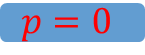 p = 0